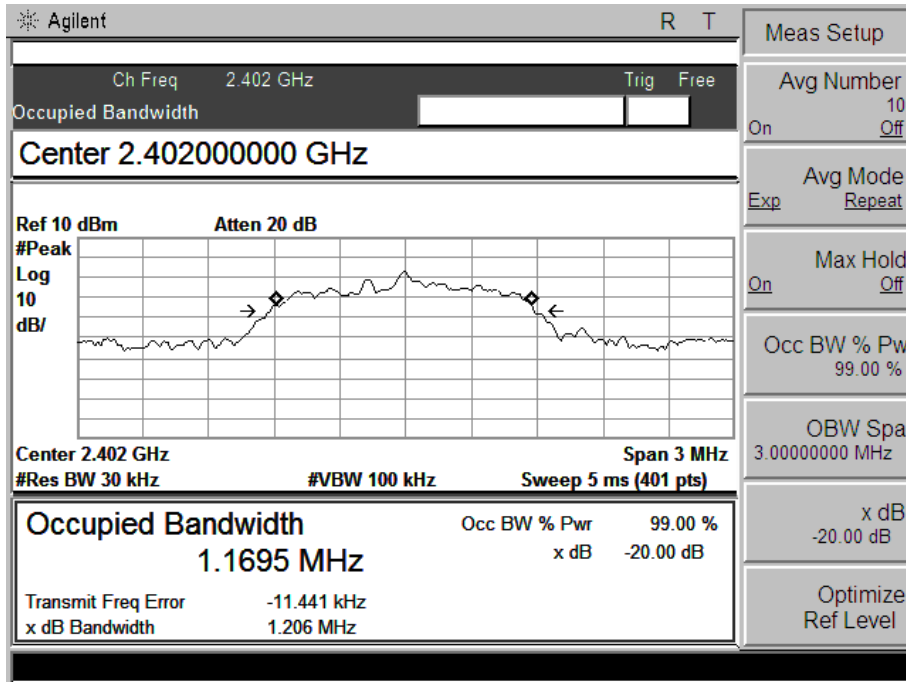 Agilent R T
Ch Freq 2.402 GHz Trig Free
Occupied Bandwidth
Center 2.402000000 GHz
Ref 10 dBm Atten 20 dB
#Peak
Log
10
dB/
Center 2.402 GHz Span 3 MHz
#Res BW 30 kHz #VBW 100 kHz Sweep 5 ms (401 pts)
Occupied Bandwidth Occ BW % Pwr 99.00 %
1.1695 MHz x dB -20.00 dB
Transmit Freq Error -11.441 kHz
x dB Bandwidth 1.206 MHz
Meas Setup
Avg Number
10
On Off
Avg Mode
Exp Repeat
Max Hold
On Off
Occ BW % Pw
99.00 %
OBW Spa
3.00000000 MHz
x dB
-20.00 dB
Optimize
Ref Level